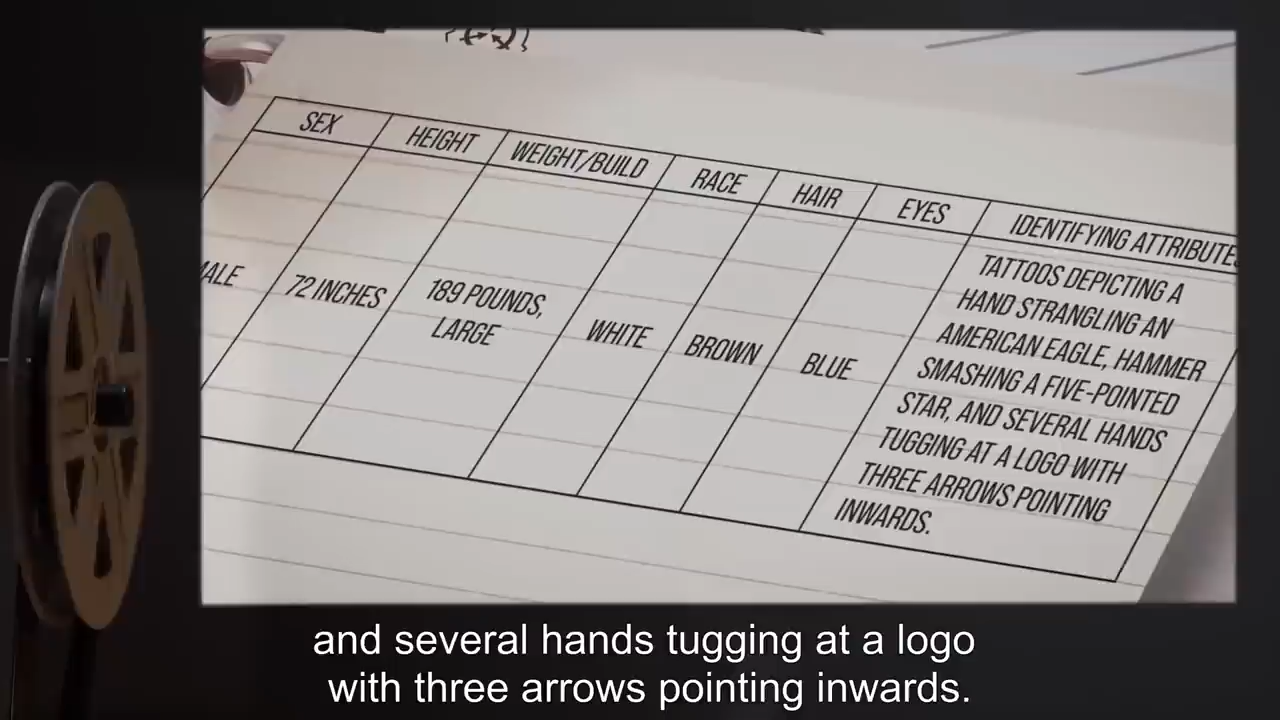 SEX
HEIGHT
WEIGHT/BUILD
RACE
HAIR
EYES
IDENTIFYING ATTRIBUTES
MALE
72 INCHES
189 POUNDS,
LARGE
WHITE
BROWN
BLUE
TATTOOS DEPICTING A
HAND STRANGLING AN
AMERICAN EAGLE, HAMMER
SMASHING A FIVE-POINTED
STAR, AND SEVERAL HANDS
TUGGING AT A LOGO WITH
THREE ARROWS POINTING
INWARDS.
and several hands tugging at a logo
with three arrows pointing inwards.